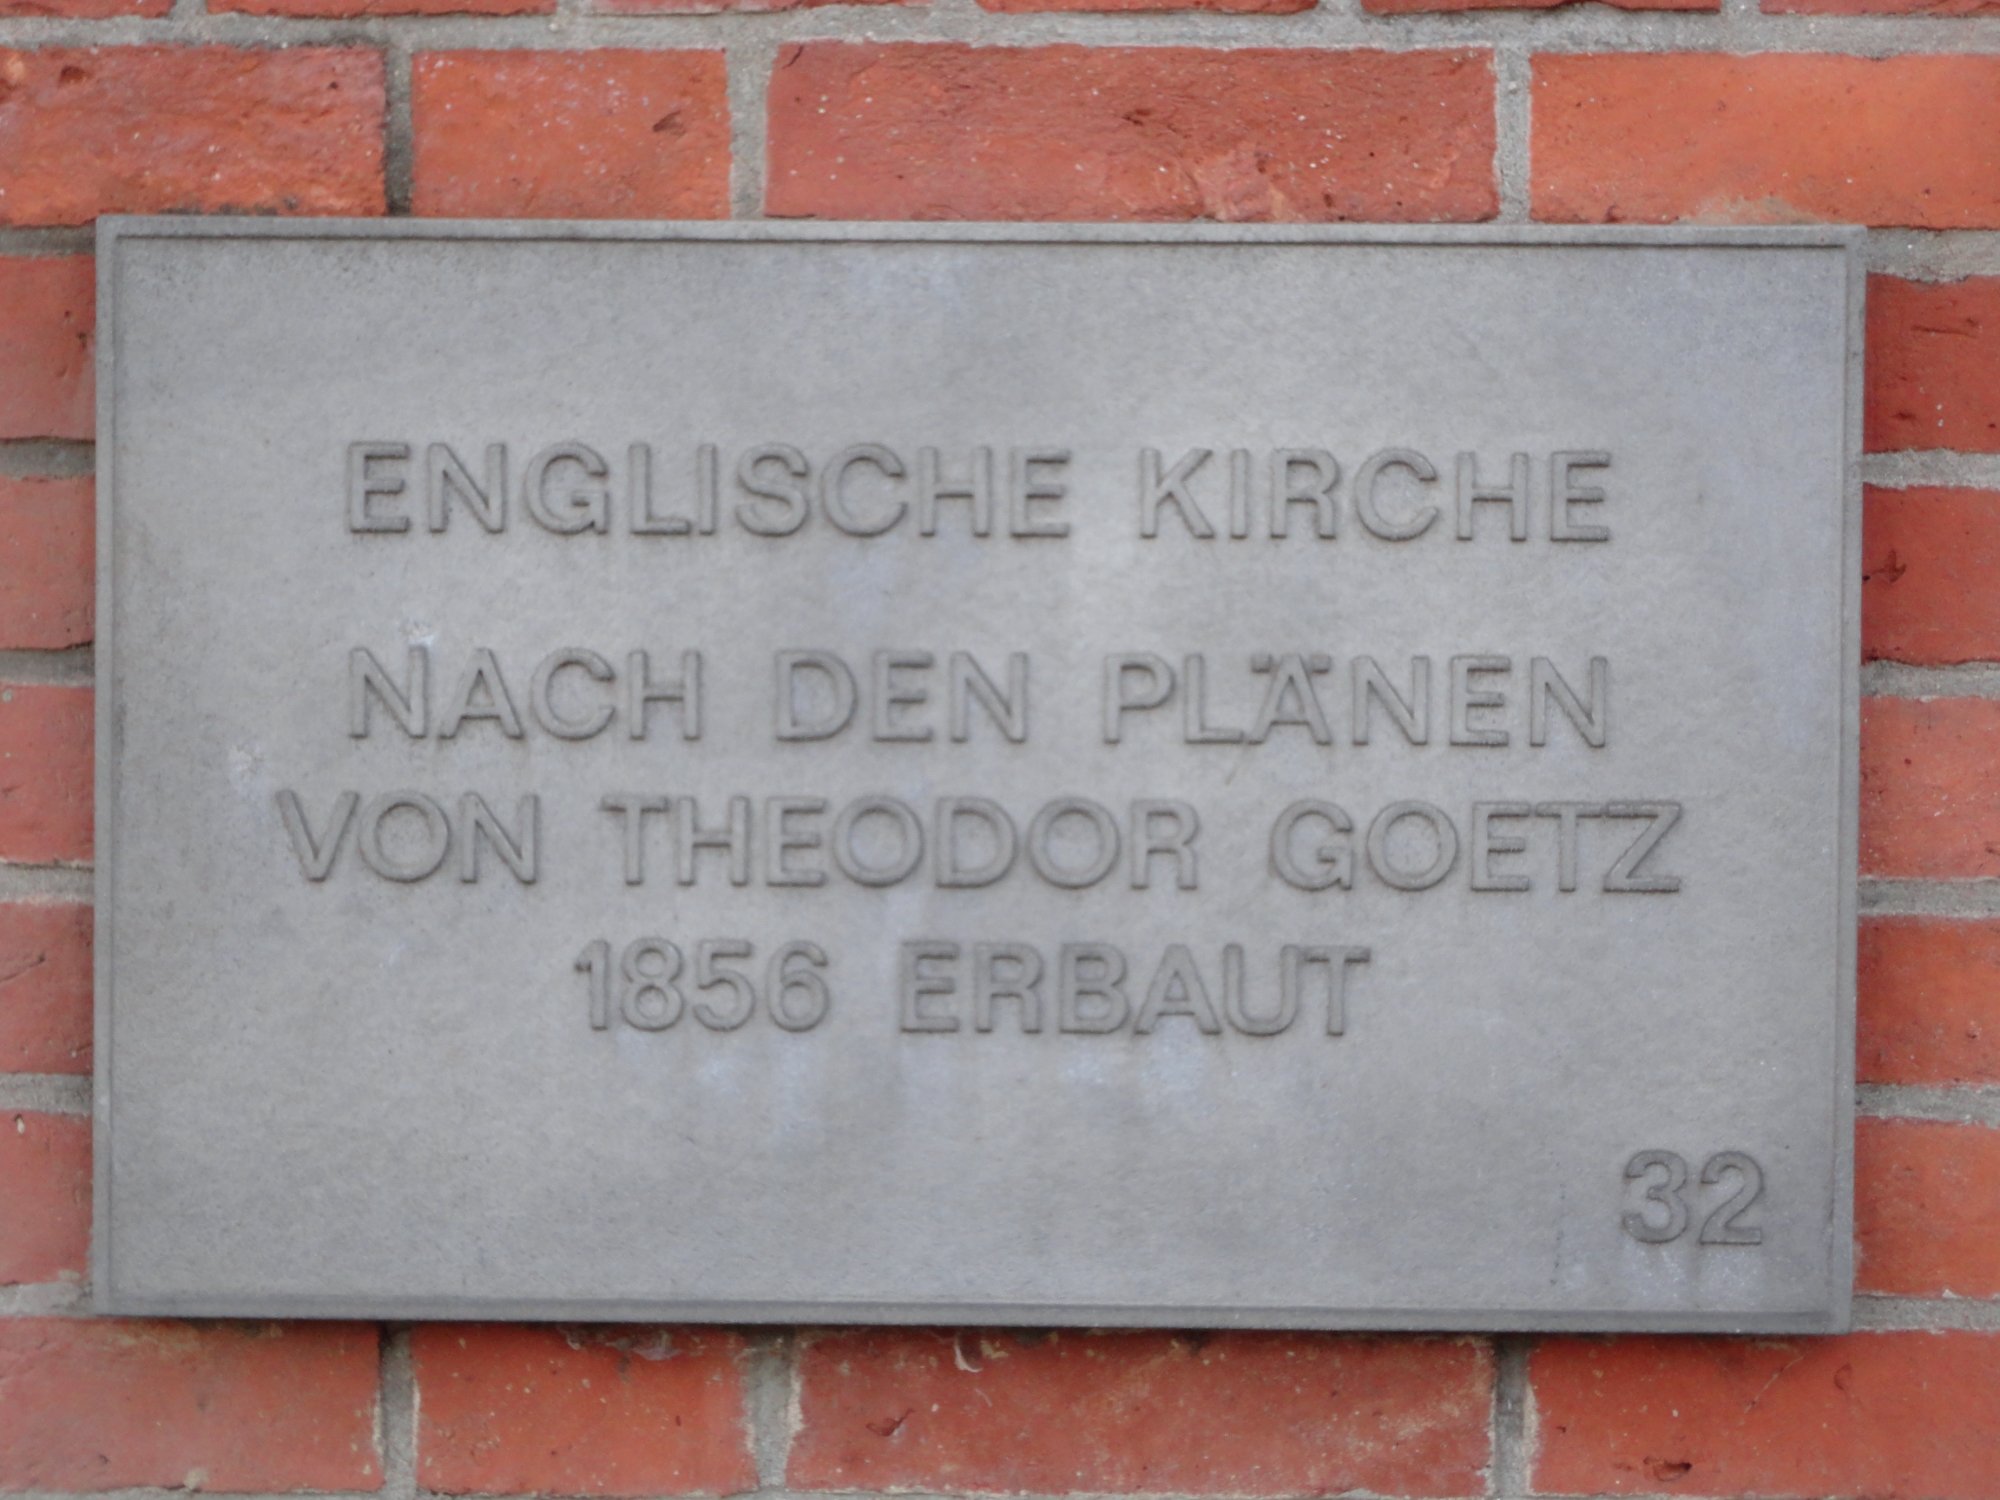 ENGLISCHE KIRCHE
NACH DEN PLÄNEN
VON THEODOR GOETZ
1856 ERBAUT
32